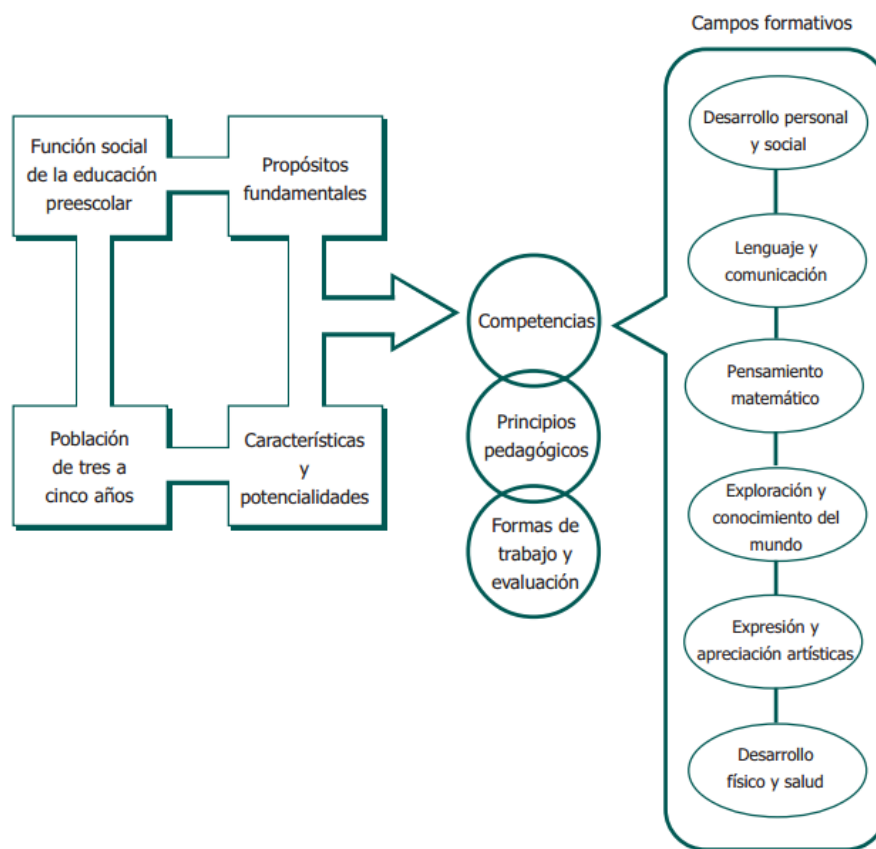 Campos formativos
Función social
de la educación
preescolar
Propósitos
fundamentales
Población
de tres a
cinco años
Características
y
potencialidades
Competencias
Principios
pedagógicos
Formas de
trabajo y
evaluación
Desarrollo personal
y social
Lenguaje y
comunicación
Pensamiento
matemático
Exploración y
conocimiento del
mundo
Expresión y
apreciación artísticas
Desarrollo
físico y salud